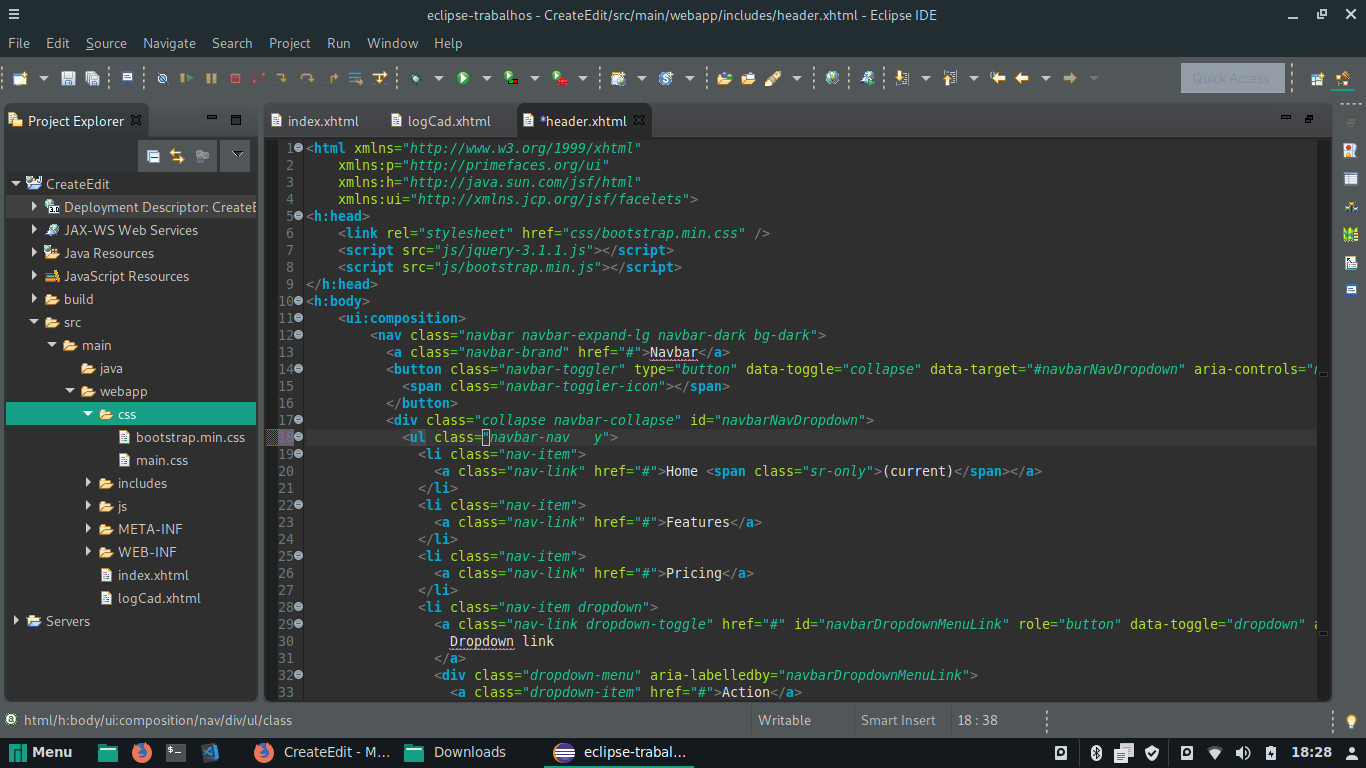 eclipse-trabalhos - CreateEdit/src/main/webapp/includes/header.xhtml - Eclipse IDE
File Edit Source Navigate Search Project Run Window Help
Quick Access
Project Explorer
index.xhtml logCad.xhtml *header.xhtml
CreateEdit
Deployment Descriptor: CreateE
JAX-WS Web Services
Java Resources
JavaScript Resources
build
src
main
java
webapp
css
bootstrap.min.css
main.css
includes
js
META-INF
WEB-INF
index.xhtml
logCad.xhtml
Servers
1 <html xmlns="http://www.w3.org/1999/xhtml"
2 xmlns:p="http://primefaces.org/ui"
3 xmlns:h="http://java.sun.com/jsf/html"
4 xmlns:ui="http://xmlns.jcp.org/jsf/facelets">
5 <h:head>
6 <link rel="stylesheet" href="css/bootstrap.min.css" />
7 <script src="js/jquery-3.1.1.js"></script>
8 <script src="js/bootstrap.min.js"></script>
9 </h:head>
10 <h:body>
11 <ui:composition>
12 <nav class="navbar navbar-expand-lg navbar-dark bg-dark">
13 <a class="navbar-brand" href="#">Navbar</a>
14 <button class="navbar-toggler" type="button" data-toggle="collapse" data-target="#navbarNavDropdown" aria-controls="n
15 <span class="navbar-toggler-icon"></span>
16 </button>
17 <div class="collapse navbar-collapse" id="navbarNavDropdown">
18 <ul class="navbar-nav   y">
19 <li class="nav-item">
20 <a class="nav-link" href="#">Home <span class="sr-only">(current)</span></a>
21 </li>
22 <li class="nav-item">
23 <a class="nav-link" href="#">Features</a>
24 </li>
25 <li class="nav-item">
26 <a class="nav-link" href="#">Pricing</a>
27 </li>
28 <li class="nav-item dropdown">
29 <a class="nav-link dropdown-toggle" href="#" id="navbarDropdownMenuLink" role="button" data-toggle="dropdown" a
30 Dropdown link
31 </a>
32 <div class="dropdown-menu" aria-labelledby="navbarDropdownMenuLink">
33 <a class="dropdown-item" href="#">Action</a>
html/h:body/ui:composition/nav/div/ul/class Writable Smart Insert 18 : 38
Menu CreateEdit - M... Downloads eclipse-trabal... 18:28